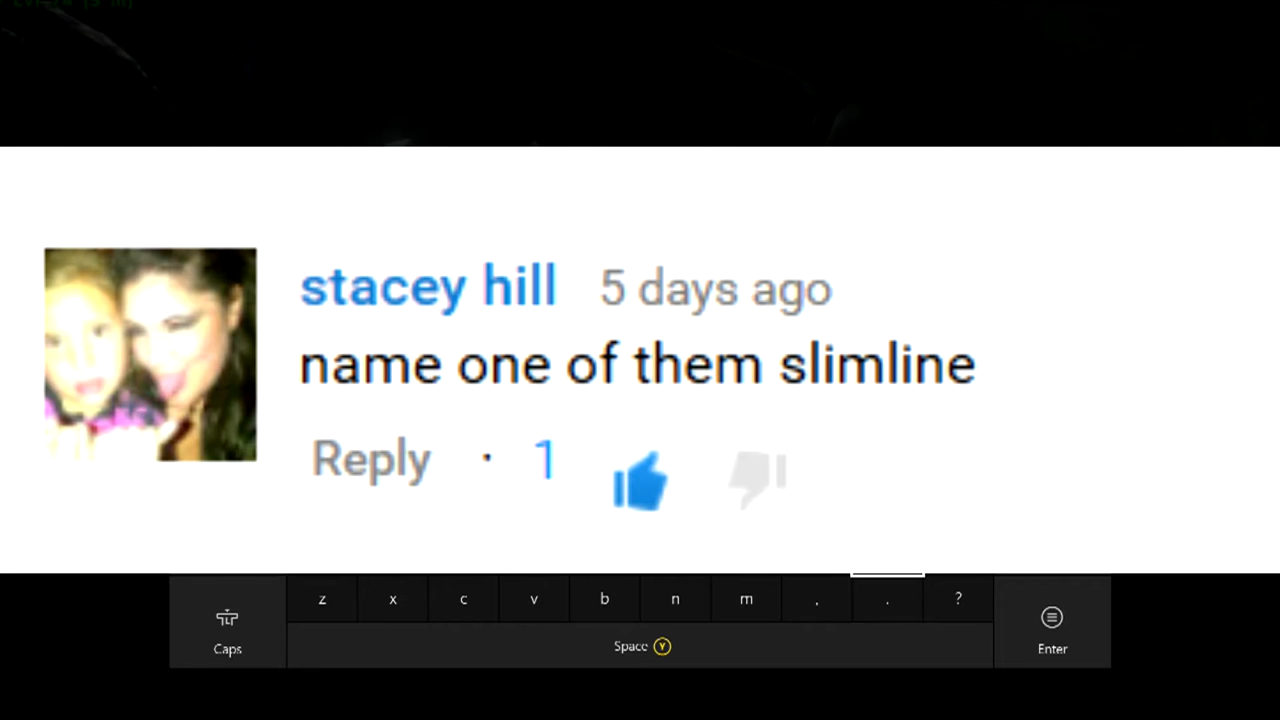 stacey hill 5 days ago
name one of them slimline
Reply · 1
z x c v b n m , . ?
Caps
Space Y
Enter